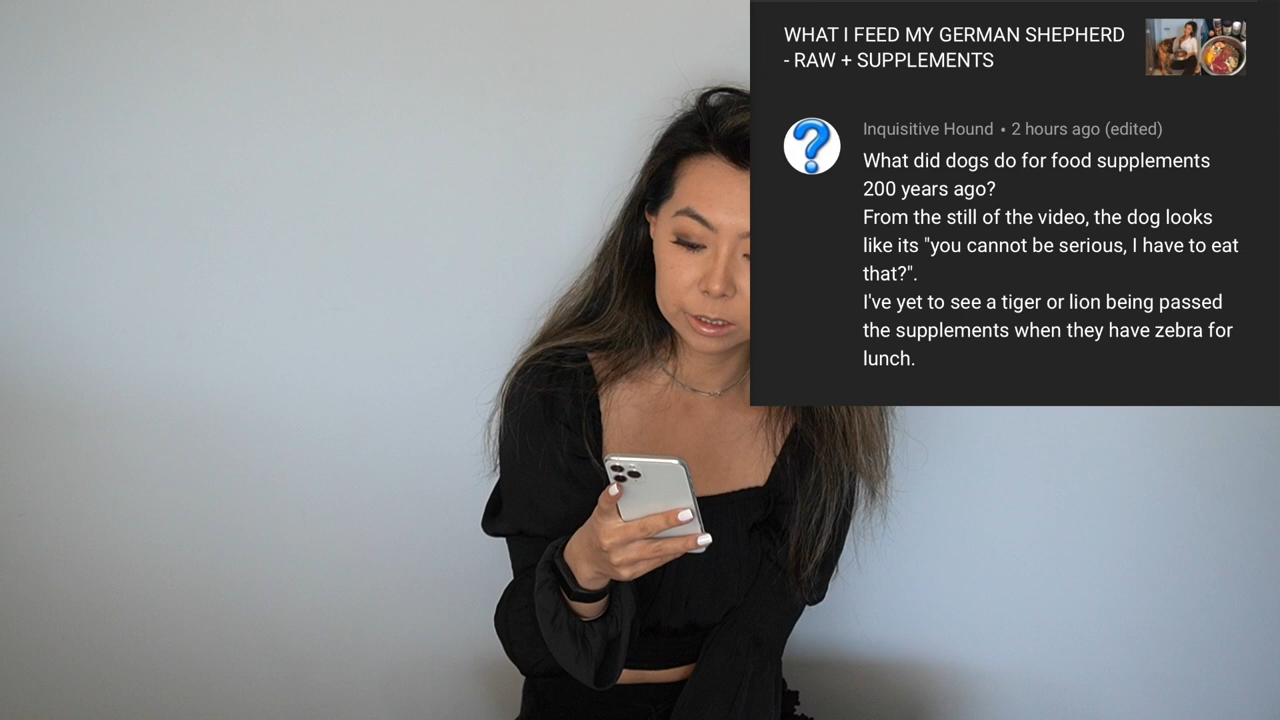 WHAT I FEED MY GERMAN SHEPHERD
- RAW + SUPPLEMENTS
Inquisitive Hound • 2 hours ago (edited)
What did dogs do for food supplements
200 years ago?
From the still of the video, the dog looks
like its "you cannot be serious, I have to eat
that?".
I've yet to see a tiger or lion being passed
the supplements when they have zebra for
lunch.